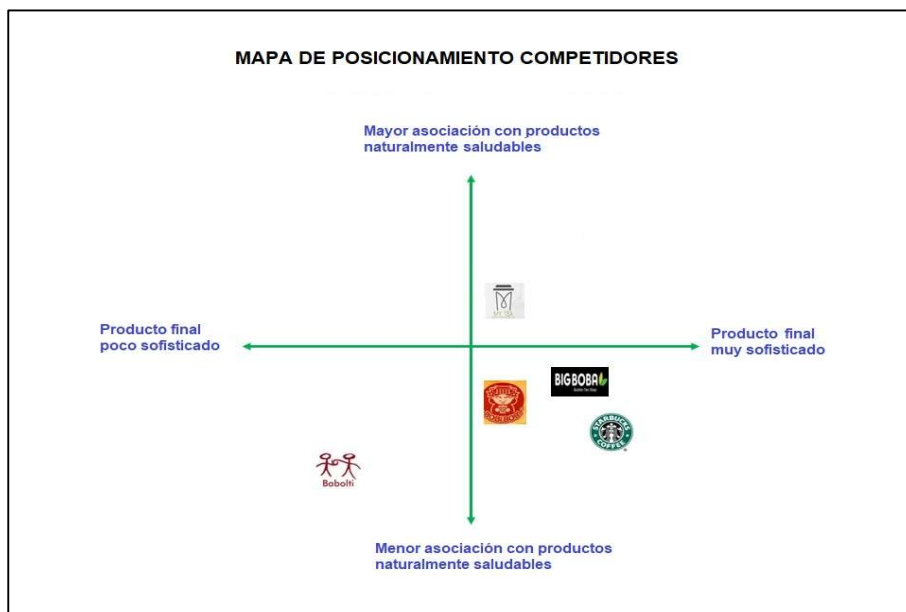 MAPA DE POSICIONAMIENTO COMPETIDORES
Mayor asociación con productos
naturalmente saludables
Producto final
poco sofisticado
Producto final
muy sofisticado
BIGBOBA
STARBUCKS
COFFEE
Bobolti
Menor asociación con productos
naturalmente saludables